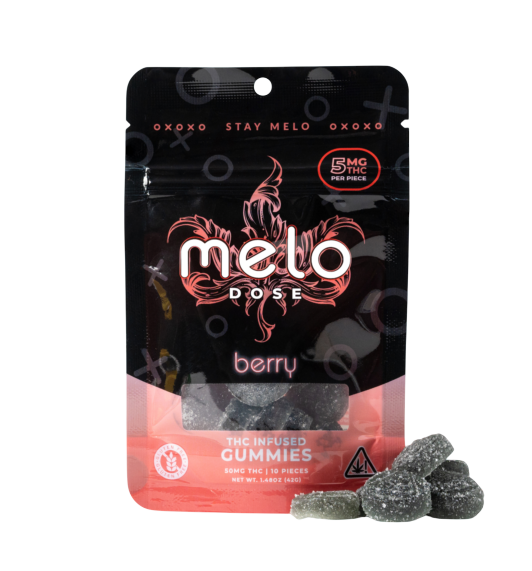 OXOXO STAY MELO OXOXO
5MG
THC
PER PIECE
melo
DOSE
berry
THC INFUSED
GUMMIES
50MG THC | 10 PIECES
NET WT. 1.48OZ (42G)